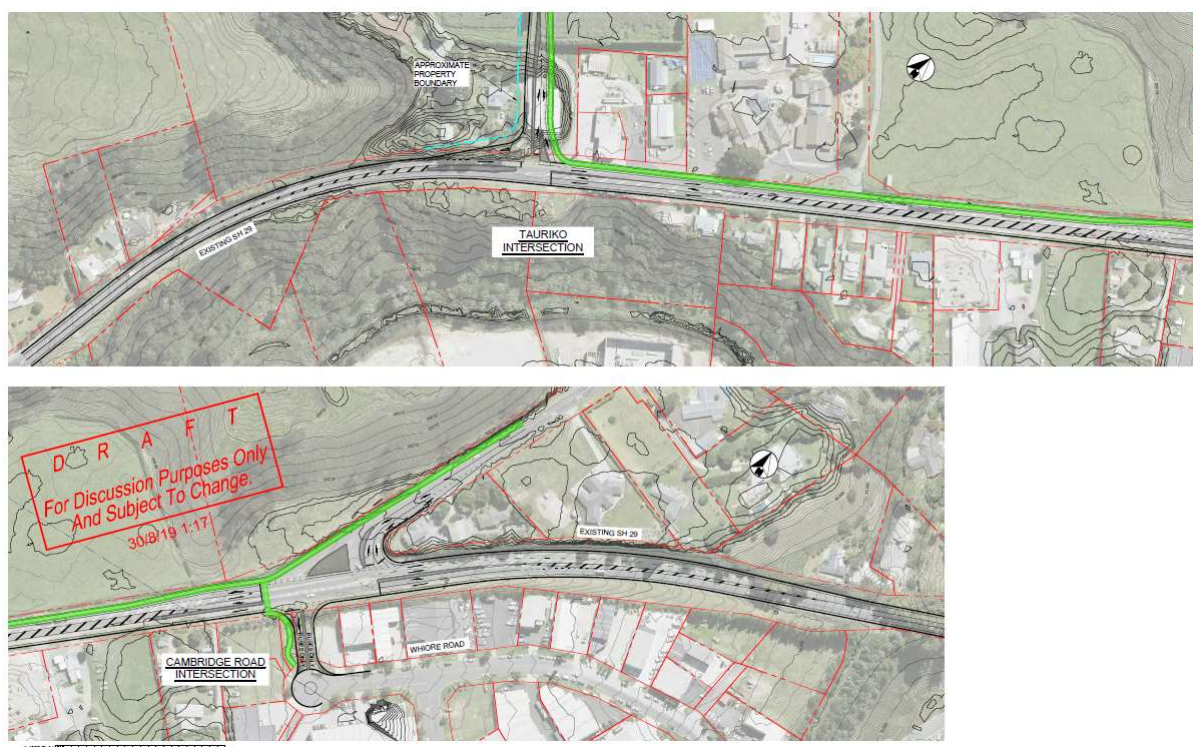 APPROXIMATE
PROPERTY
BOUNDARY
EXISTING SH 29
TAURIKO
INTERSECTION
DRAFT
For Discussion Purposes Only
And Subject To Change.
30/8/19 1:17
EXISTING SH 29
WHIORE ROAD
CAMBRIDGE ROAD
INTERSECTION